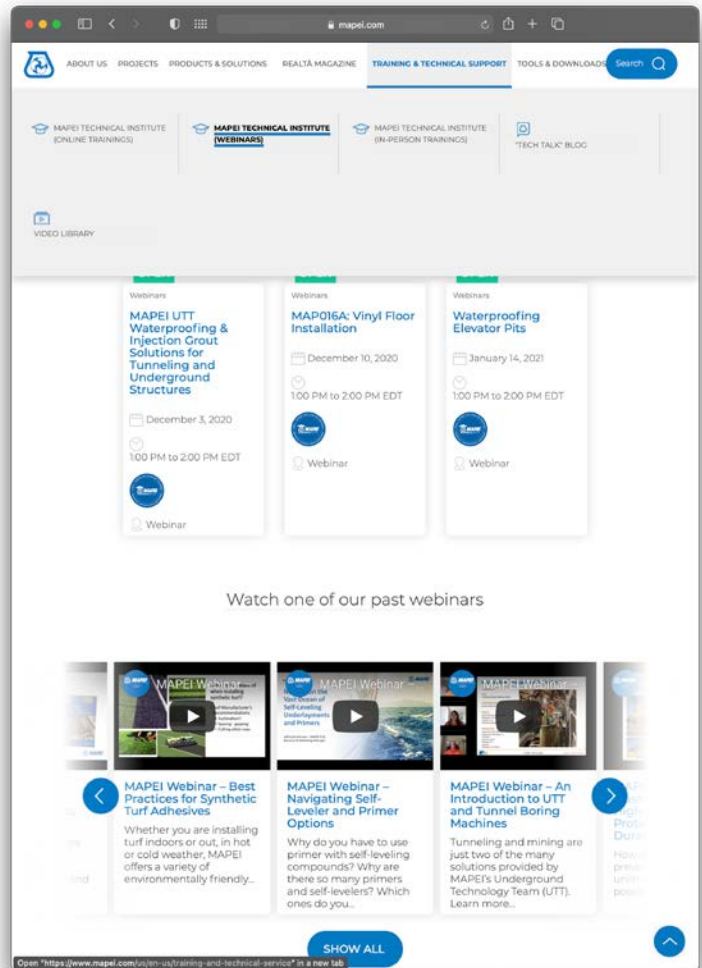 mapei.com
ABOUT US PROJECTS PRODUCTS & SOLUTIONS REALTÀ MAGAZINE TRAINING & TECHNICAL SUPPORT TOOLS & DOWNLOADS Search
MAPEI TECHNICAL INSTITUTE
(ONLINE TRAININGS)
MAPEI TECHNICAL INSTITUTE
(WEBINARS)
MAPEI TECHNICAL INSTITUTE
(IN-PERSON TRAININGS)
"TECH TALK" BLOG
VIDEO LIBRARY
Webinars
MAPEI UTT
Waterproofing &
Injection Grout
Solutions for
Tunneling and
Underground
Structures
December 3, 2020
1:00 PM to 2:00 PM EDT
Webinar
Webinars
MAP016A: Vinyl Floor
Installation
December 10, 2020
1:00 PM to 2:00 PM EDT
Webinar
Webinars
Waterproofing
Elevator Pits
January 14, 2021
1:00 PM to 2:00 PM EDT
Webinar
Watch one of our past webinars
MAPEI Webinar –
MAPEI Webinar – Best
Practices for Synthetic
Turf Adhesives
Whether you are installing
turf indoors or out, in hot
or cold weather, MAPEI
offers a variety of
environmentally friendly...
MAPEI Webinar –
Vast Ocean of
Self-Leveling
Underlayments
and Primers
MAPEI Webinar –
Navigating Self-
Leveler and Primer
Options
Why do you have to use
primer with self-leveling
compounds? Why are
there so many primers
and self-levelers? Which
ones do you...
MAPEI Webinar –
MAPEI Webinar – An
Introduction to UTT
and Tunnel Boring
Machines
Tunneling and mining are
just two of the many
solutions provided by
MAPEI's Underground
Technology Team (UTT).
Learn more...
SHOW ALL
Open "https://www.mapei.com/us/en-us/training-and-technical-service" in a new tab